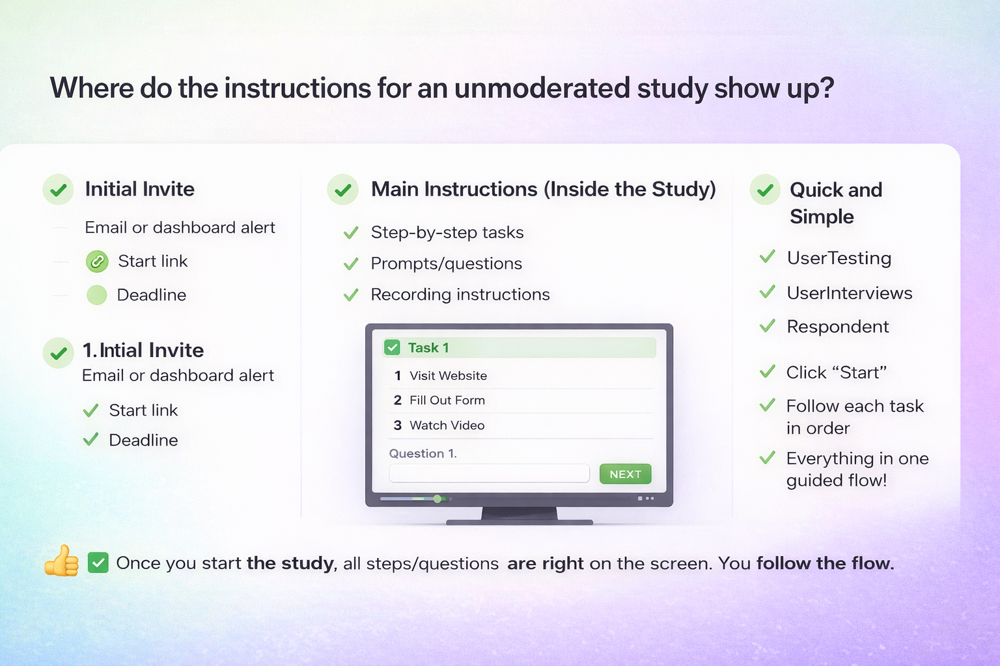 Where do the instructions for an unmoderated study show up?
Initial Invite
Email or dashboard alert
Start link
Deadline
1. Intial Invite
Email or dashboard alert
Start link
Deadline
Main Instructions (Inside the Study)
Step-by-step tasks
Prompts/questions
Recording instructions
Task 1
1 Visit Website
2 Fill Out Form
3 Watch Video
Question 1.
NEXT
Quick and
Simple
UserTesting
UserInterviews
Respondent
Click “Start”
Follow each task
in order
Everything in one
guided flow!
Once you start the study, all steps/questions are right on the screen. You follow the flow.